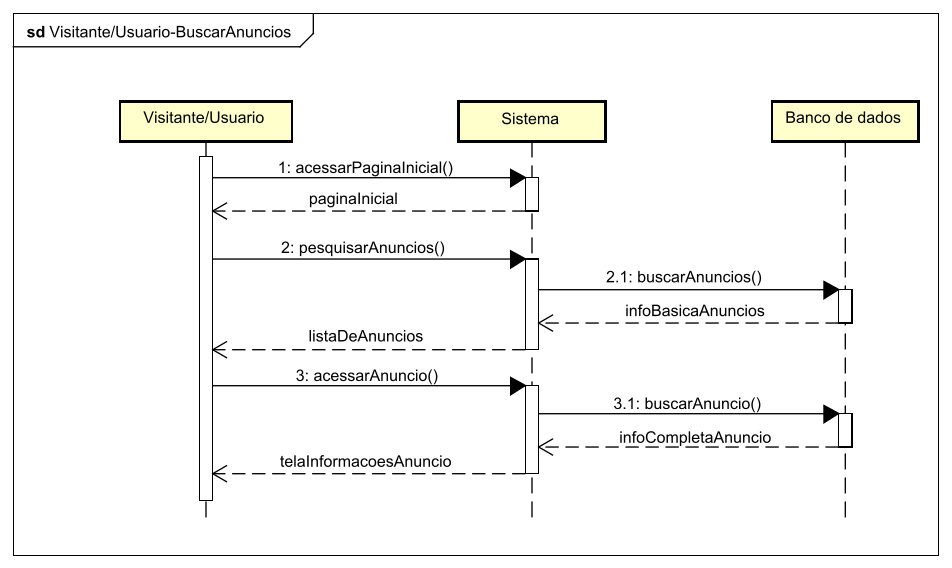 sd Visitante/Usuario-BuscarAnuncios
Visitante/Usuario
Sistema
Banco de dados
1: acessarPaginaInicial()
paginaInicial
2: pesquisarAnuncios()
2.1: buscarAnuncios()
infoBasicaAnuncios
listaDeAnuncios
3: acessarAnuncio()
3.1: buscarAnuncio()
infoCompletaAnuncio
telaInformacoesAnuncio